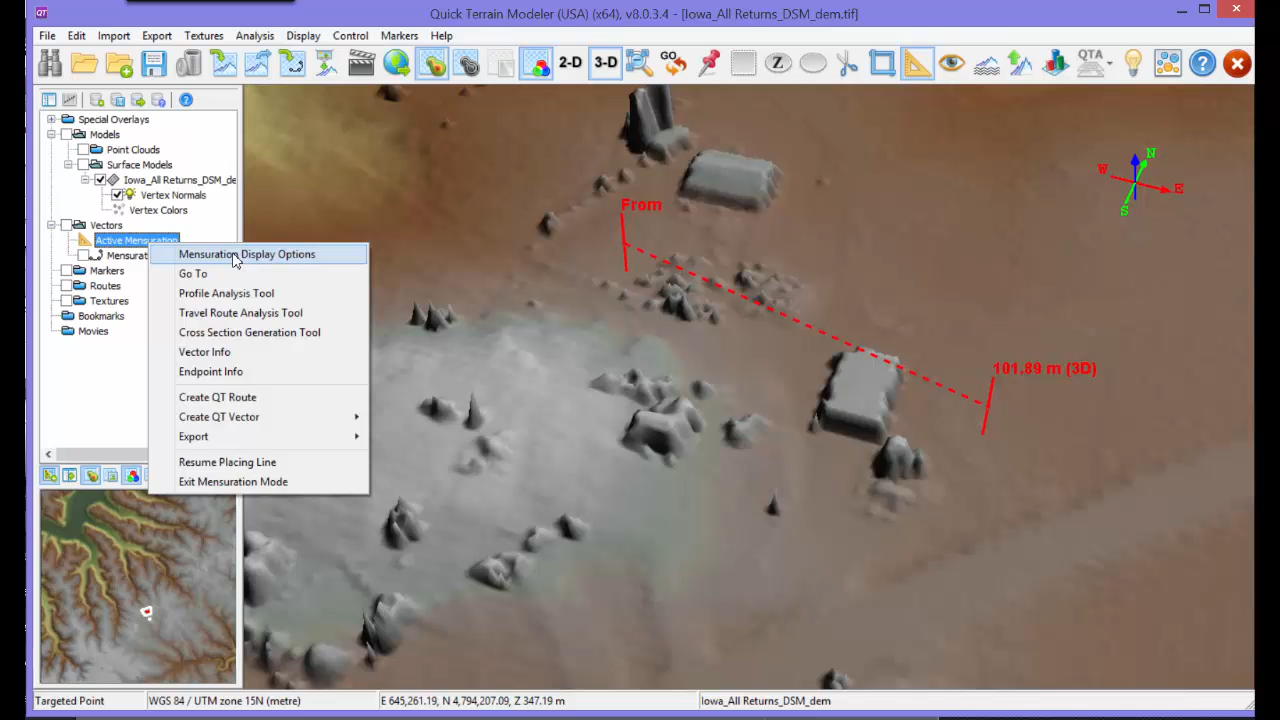 QT
Quick Terrain Modeler (USA) (x64), v8.0.3.4 - [Iowa_All Returns_DSM_dem.tif]
File Edit Import Export Textures Analysis Display Control Markers Help
2-D 3-D GO Z QTA
Special Overlays
Models
Point Clouds
Surface Models
Iowa_All Returns_DSM_de
Vertex Normals
Vertex Colors
Vectors
Active Mensuration
Mensurat
Markers
Routes
Textures
Bookmarks
Movies
Mensuration Display Options
Go To
Profile Analysis Tool
Travel Route Analysis Tool
Cross Section Generation Tool
Vector Info
Endpoint Info
Create QT Route
Create QT Vector
Export
Resume Placing Line
Exit Mensuration Mode
From
101.89 m (3D)
N
W
E
S
Targeted Point WGS 84 / UTM zone 15N (metre) E 645,261.19, N 4,794,207.09, Z 347.19 m Iowa_All Returns_DSM_dem